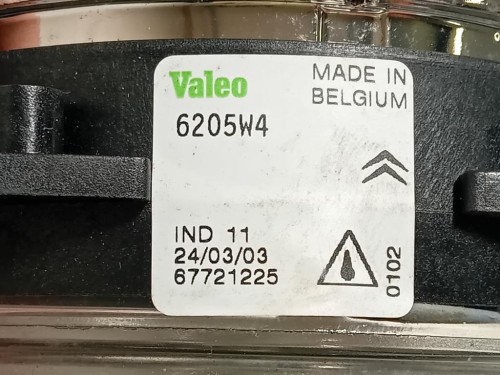 Valeo
MADE IN
BELGIUM
6205W4
IND 11
24/03/03
67721225
0102